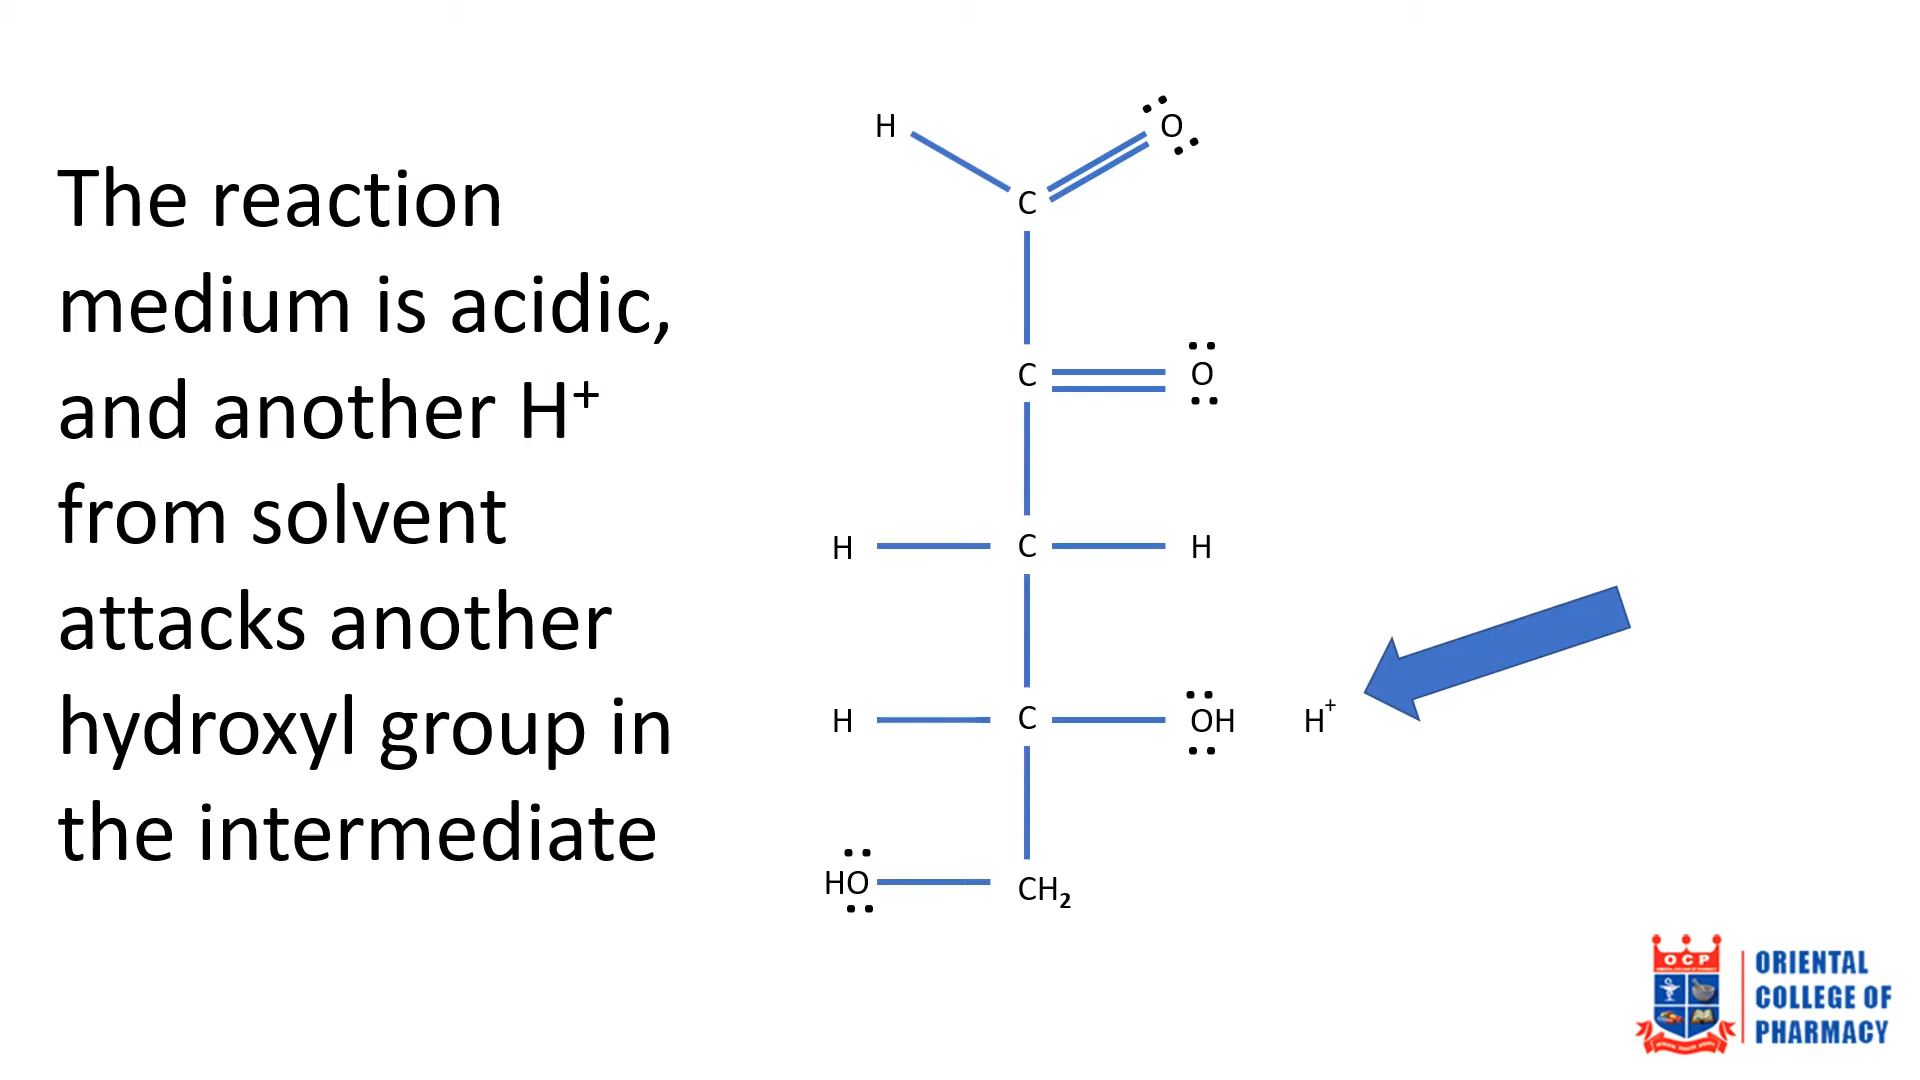 The reaction
medium is acidic,
and another H⁺
from solvent
attacks another
hydroxyl group in
the intermediate
H O
C
C O
H C H
H C OH H⁺
HO CH₂
OCP
ORIENTAL
COLLEGE OF
PHARMACY